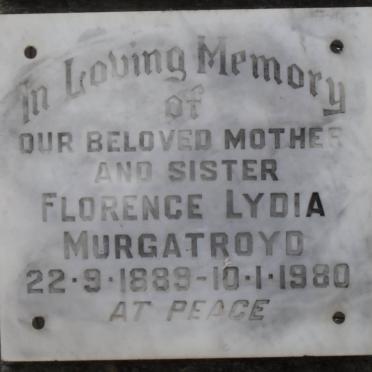 In Loving Memory
of
OUR BELOVED MOTHER
AND SISTER
FLORENCE LYDIA
MURGATROYD
22·9·1889-10·1·1980
AT PEACE